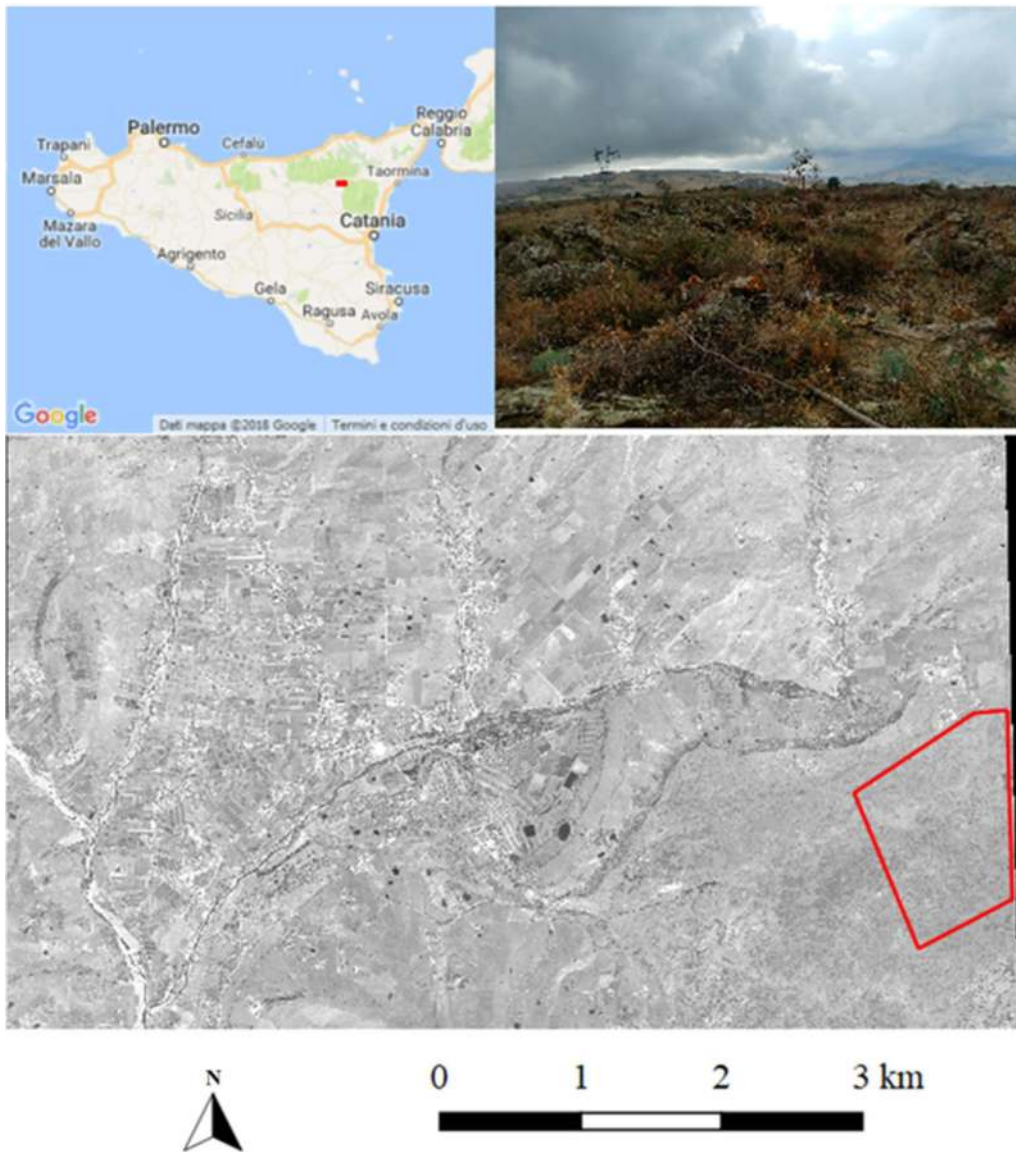 Palermo
Cefalù
Reggio
Calabria
Trapani
Taormina
Marsala
Mazara
del Vallo
Sicilia
Catania
Agrigento
Gela
Siracusa
Ragusa
Avola
Google
Dati mappa ©2018 Google
Termini e condizioni d'uso
N
0 1 2 3 km